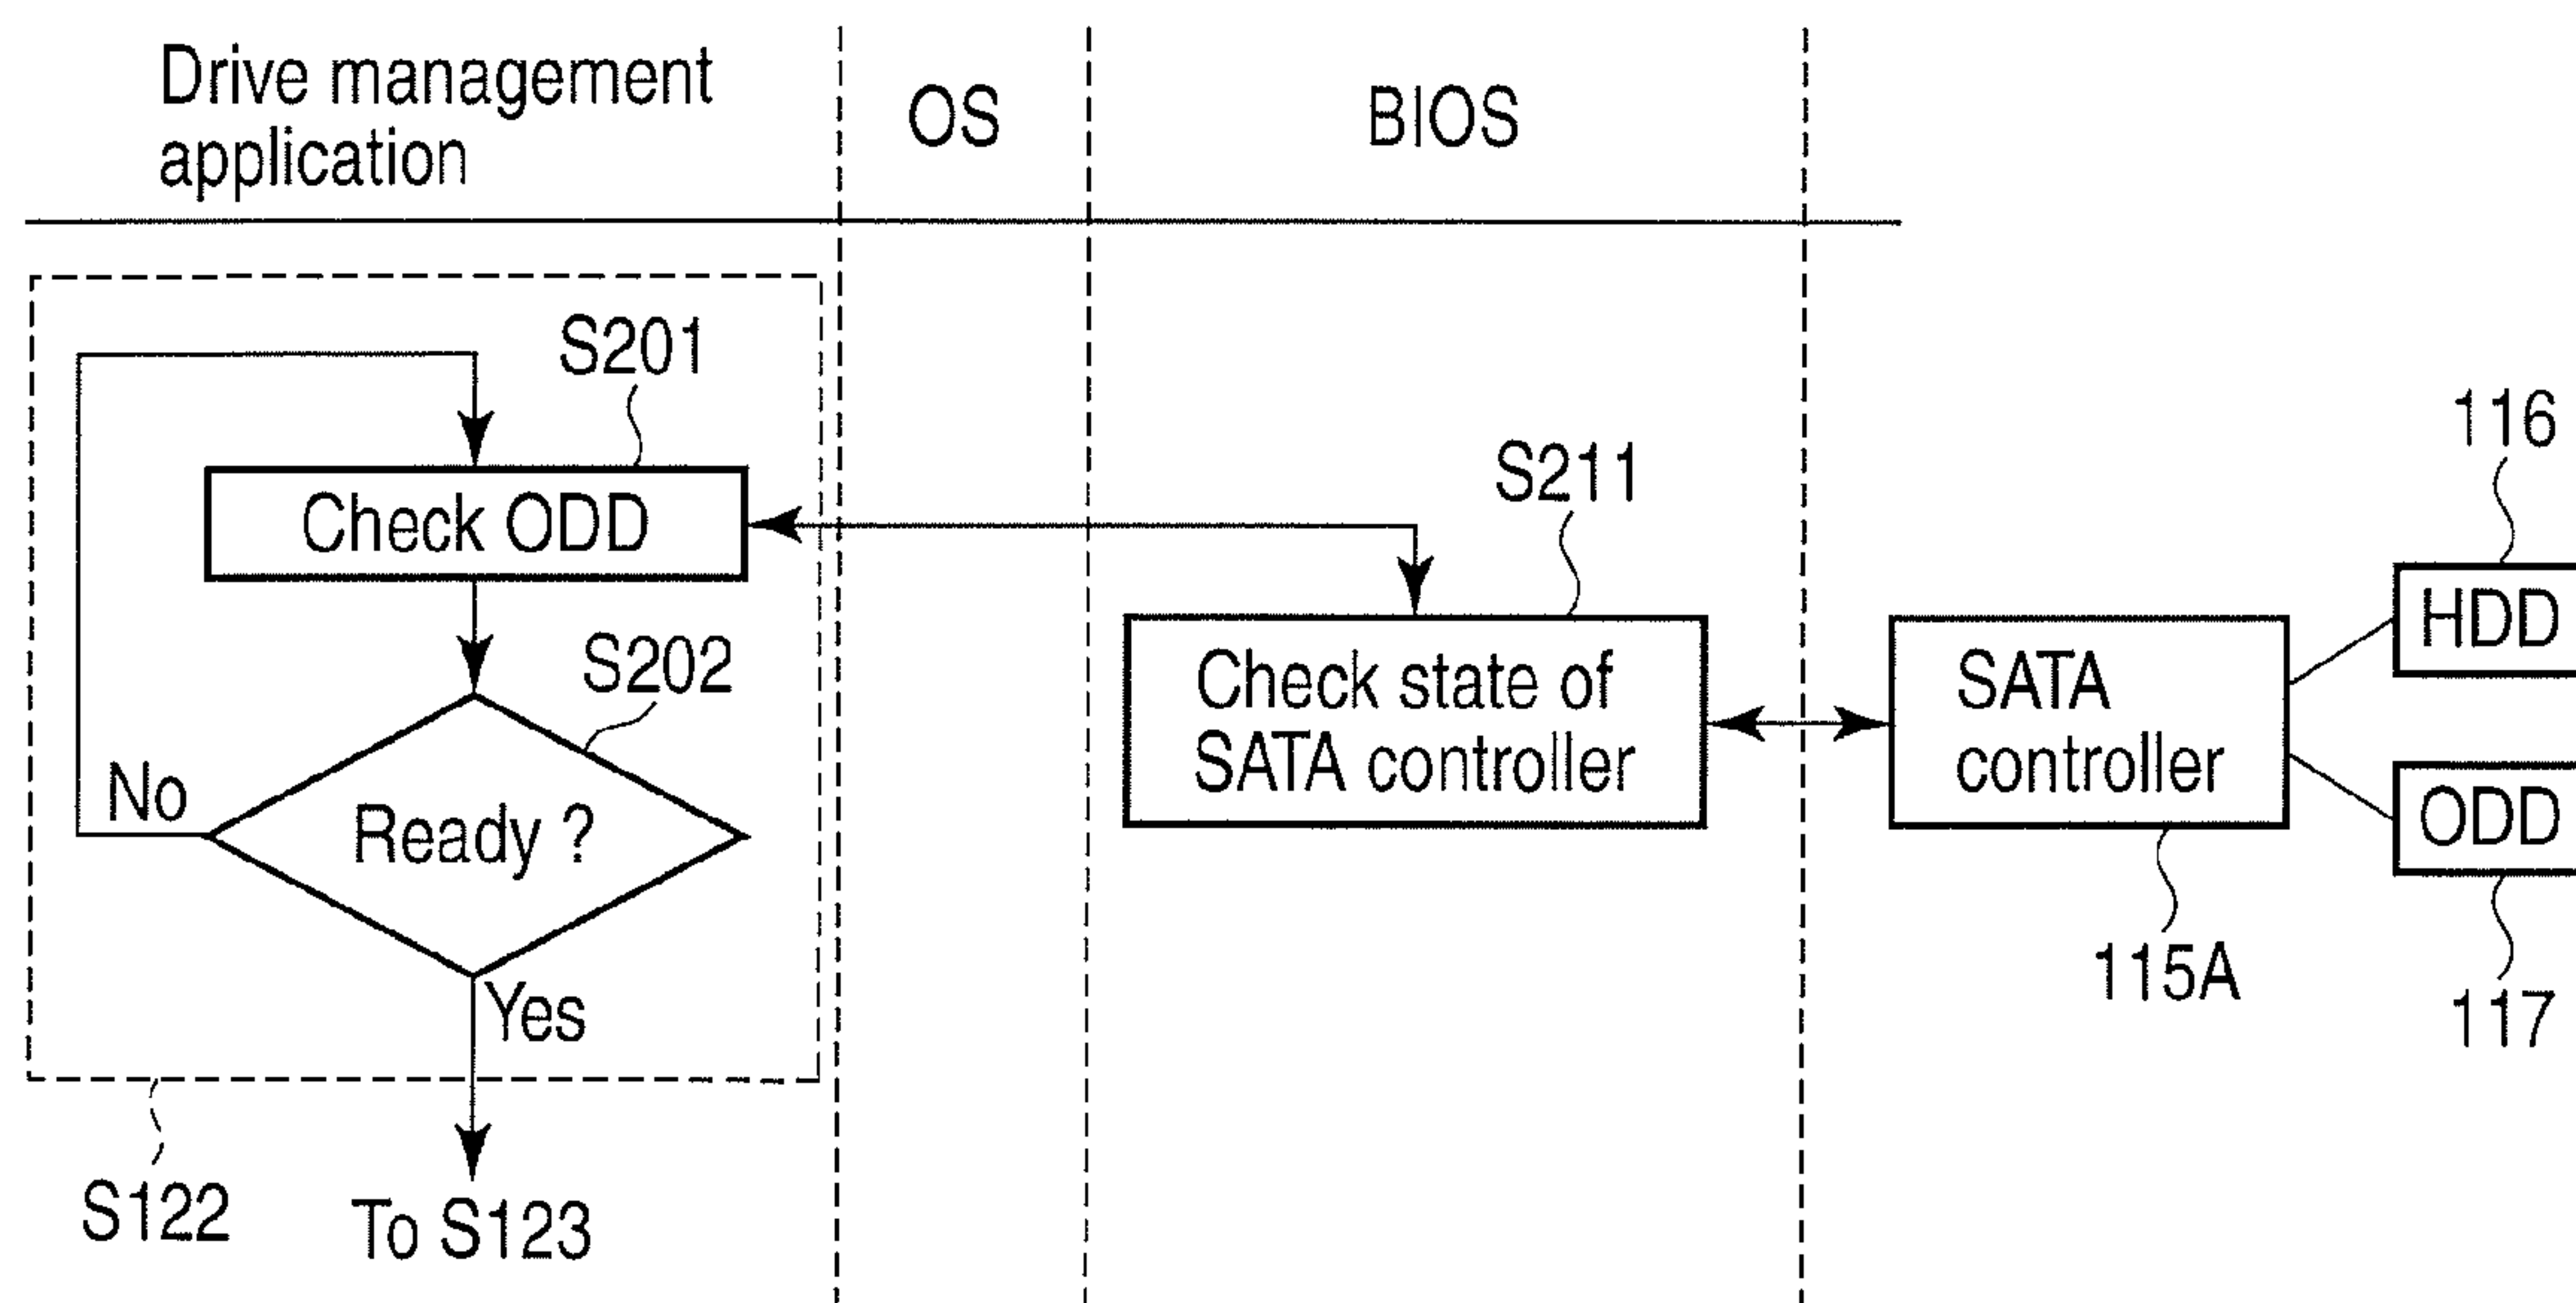 Drive management
application
OS
BIOS
S201
Check ODD
S202
Ready ?
No
Yes
S122
To S123
S211
Check state of
SATA controller
SATA
controller
115A
116
HDD
ODD
117